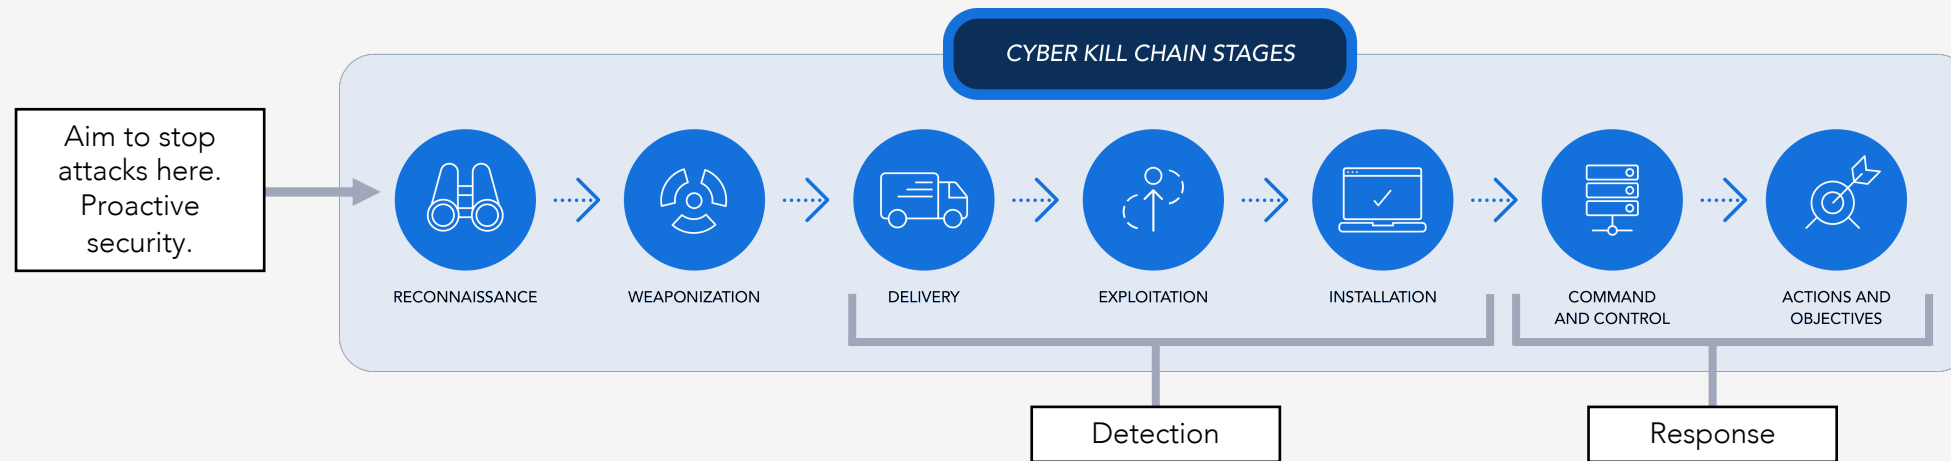 CYBER KILL CHAIN STAGES
Aim to stop
attacks here.
Proactive
security.
RECONNAISSANCE
WEAPONIZATION
DELIVERY
EXPLOITATION
INSTALLATION
COMMAND
AND CONTROL
ACTIONS AND
OBJECTIVES
Detection
Response